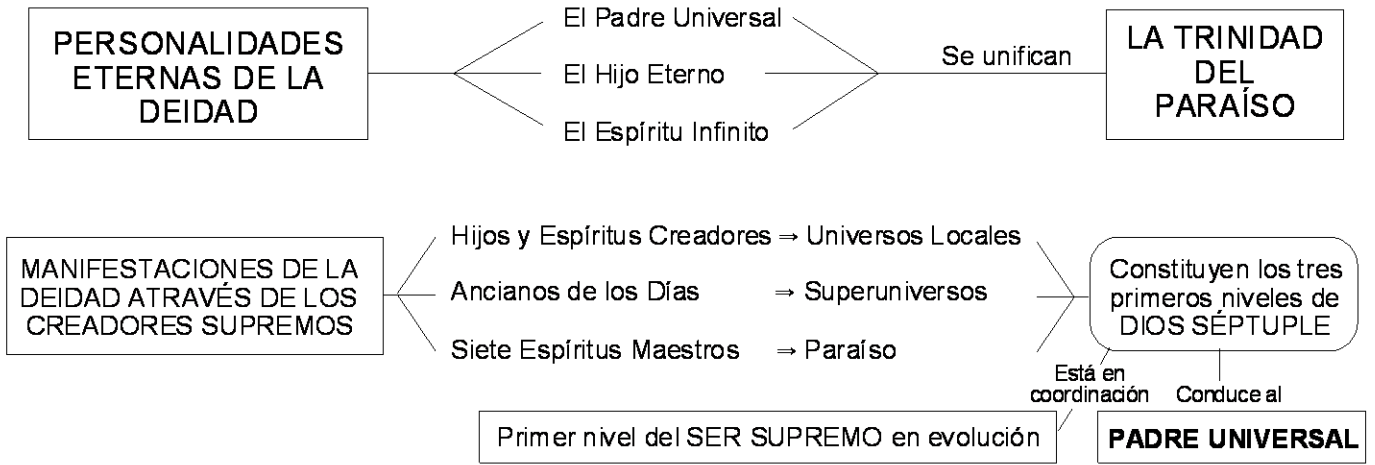 PERSONALIDADES
ETERNAS DE LA
DEIDAD
El Padre Universal
El Hijo Eterno
El Espíritu Infinito
Se unifican
LA TRINIDAD
DEL
PARAÍSO
MANIFESTACIONES DE LA
DEIDAD ATRAVÉS DE LOS
CREADORES SUPREMOS
Hijos y Espíritus Creadores ⇒ Universos Locales
Ancianos de los Días ⇒ Superuniversos
Siete Espíritus Maestros ⇒ Paraíso
Constituyen los tres
primeros niveles de
DIOS SÉPTUPLE
Está en
coordinación
Conduce al
Primer nivel del SER SUPREMO en evolución
PADRE UNIVERSAL